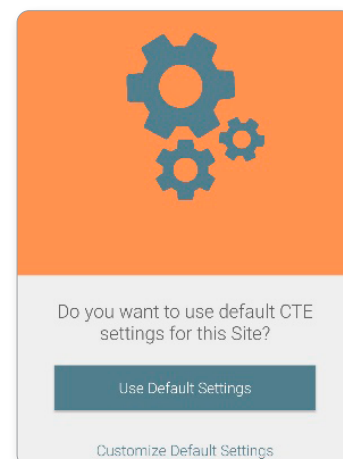 Do you want to use default CTE
settings for this Site?
Use Default Settings
Customize Default Settings